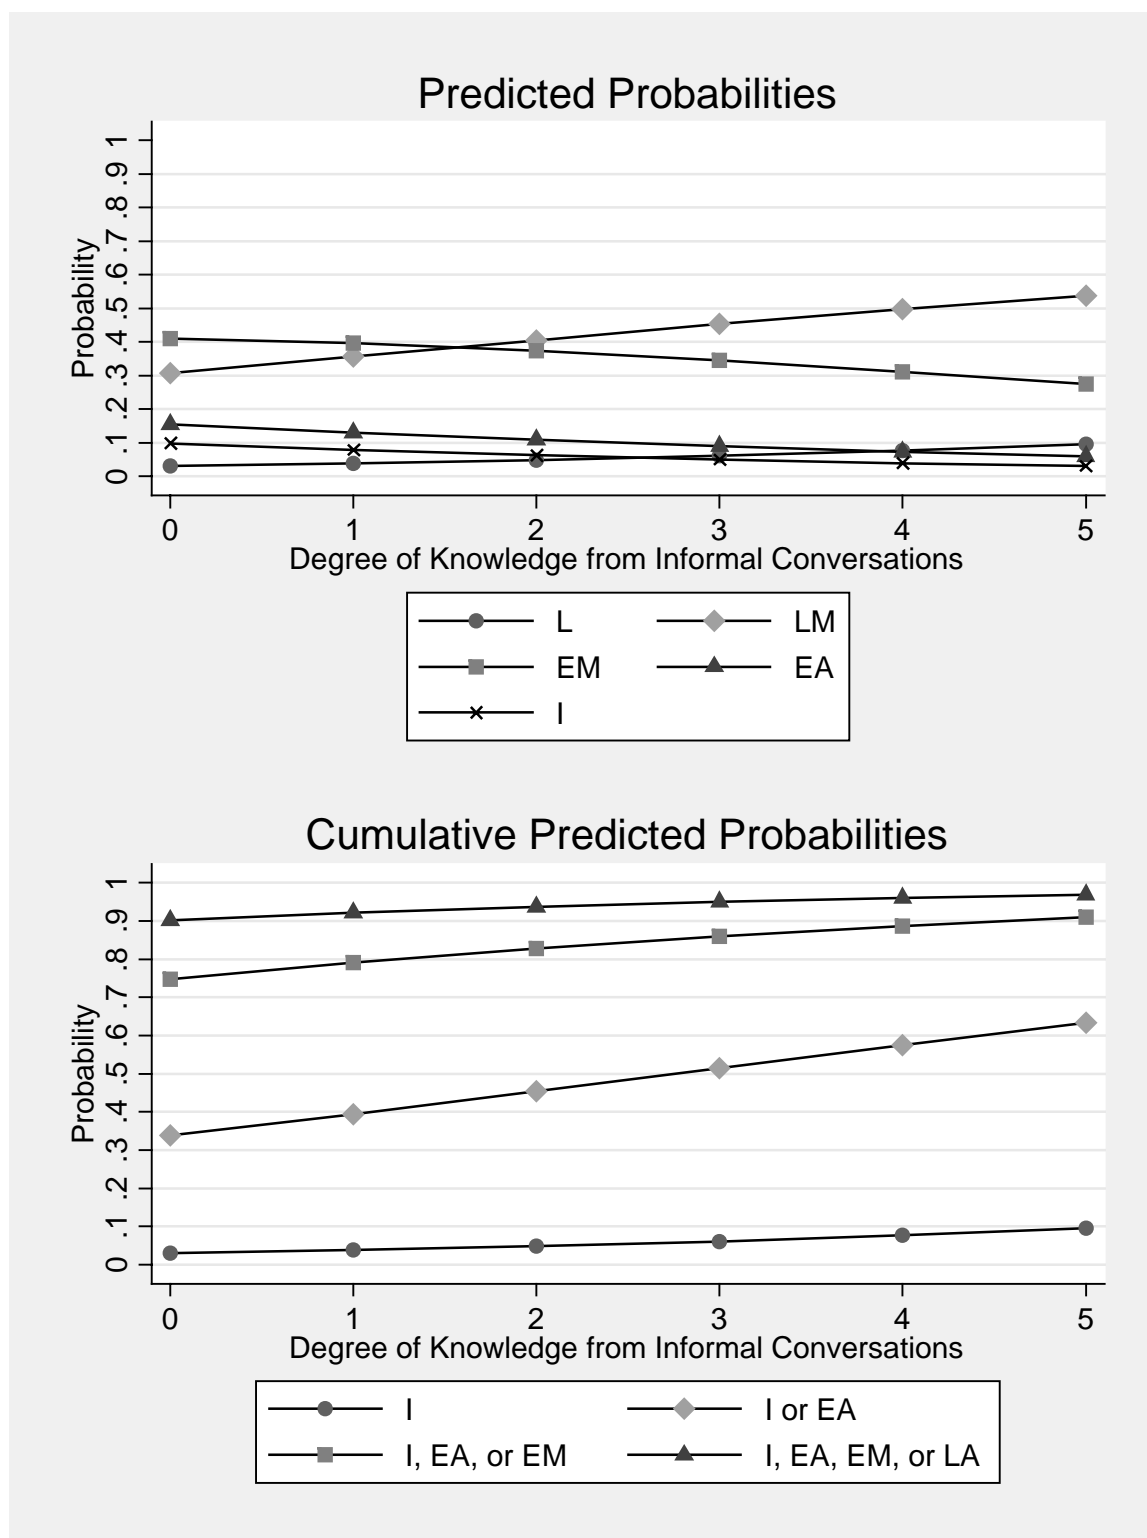 Predicted Probabilities
Probability
0 .1 .2 .3 .4 .5 .6 .7 .8 .9 1
0 1 2 3 4 5
Degree of Knowledge from Informal Conversations
L LM
EM EA
I
Cumulative Predicted Probabilities
Probability
0 .1 .2 .3 .4 .5 .6 .7 .8 .9 1
0 1 2 3 4 5
Degree of Knowledge from Informal Conversations
I I or EA
I, EA, or EM I, EA, EM, or LA